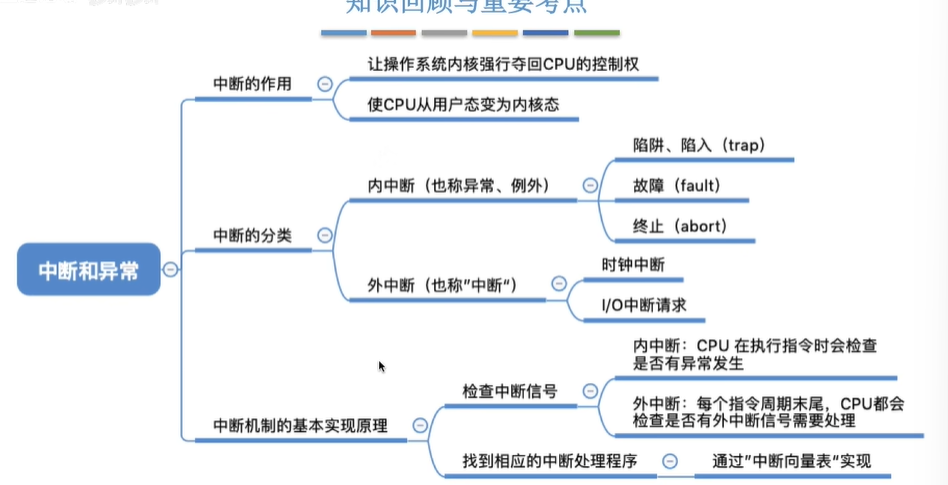 知识回顾与重要考点
中断的作用
让操作系统内核强行夺回CPU的控制权
使CPU从用户态变为内核态
中断和异常
中断的分类
内中断（也称异常、例外）
陷阱、陷入（trap）
故障（fault）
终止（abort）
外中断（也称”中断“）
时钟中断
I/O中断请求
中断机制的基本实现原理
检查中断信号
内中断：CPU 在执行指令时会检查
是否有异常发生
外中断：每个指令周期末尾，CPU都会
检查是否有外中断信号需要处理
找到相应的中断处理程序
通过”中断向量表“实现